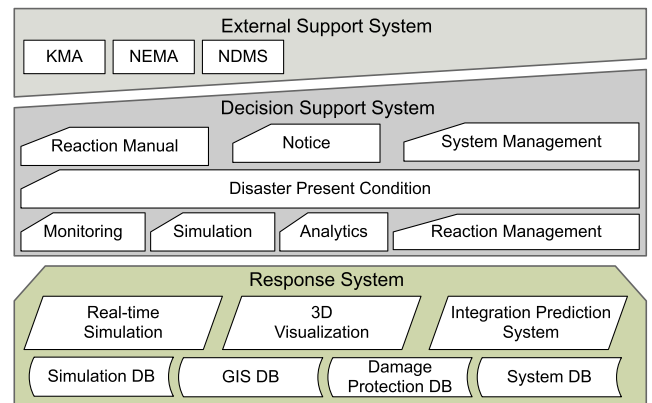 External Support System
KMA
NEMA
NDMS
Decision Support System
Reaction Manual
Notice
System Management
Disaster Present Condition
Monitoring
Simulation
Analytics
Reaction Management
Response System
Real-time
Simulation
3D
Visualization
Integration Prediction
System
Simulation DB
GIS DB
Damage
Protection DB
System DB